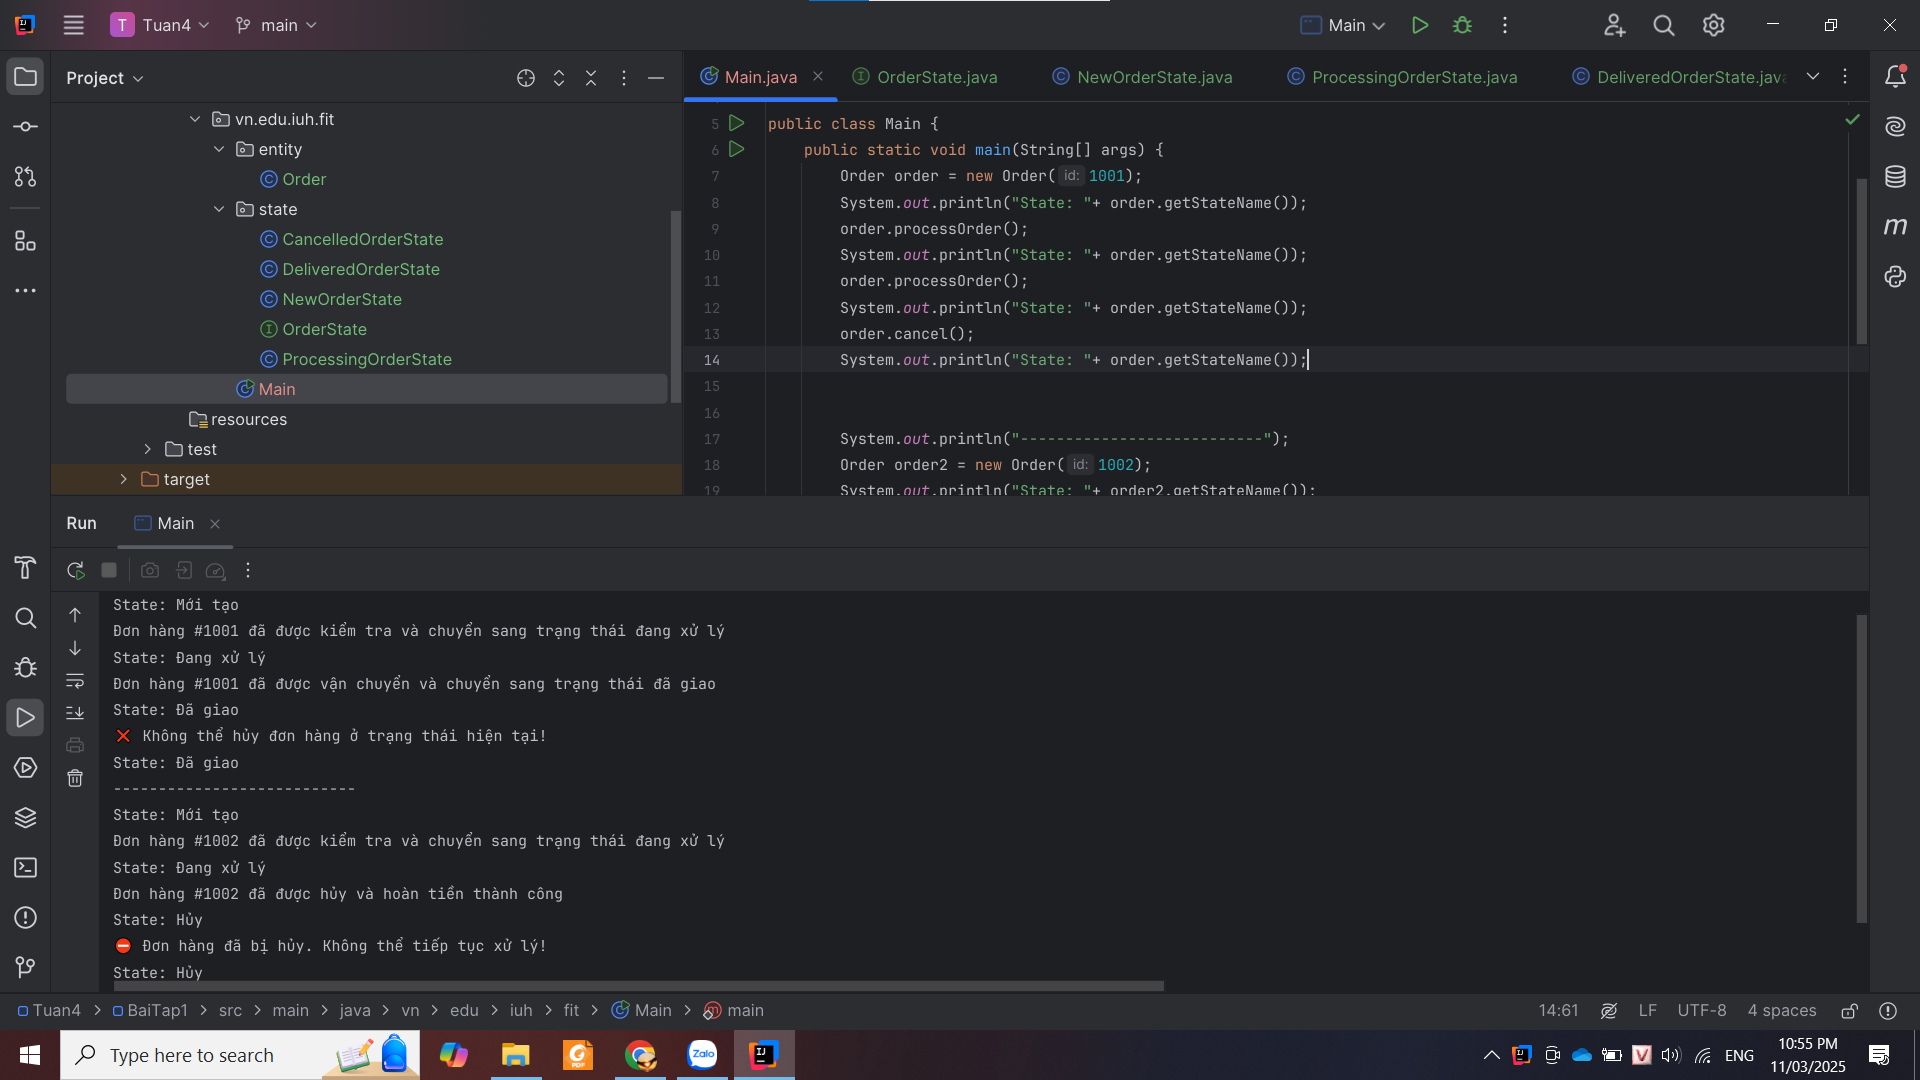 T Tuan4 main Main
Project
Main.java OrderState.java NewOrderState.java ProcessingOrderState.java DeliveredOrderState.java
vn.edu.iuh.fit
entity
Order
state
CancelledOrderState
DeliveredOrderState
NewOrderState
OrderState
ProcessingOrderState
Main
resources
test
target
5 public class Main {
6 public static void main(String[] args) {
7 Order order = new Order( id: 1001);
8 System.out.println("State: "+ order.getStateName());
9 order.processOrder();
10 System.out.println("State: "+ order.getStateName());
11 order.processOrder();
12 System.out.println("State: "+ order.getStateName());
13 order.cancel();
14 System.out.println("State: "+ order.getStateName());
15
16
17 System.out.println("---------------------------");
18 Order order2 = new Order( id: 1002);
19 System.out.println("State: "+ order2.getStateName());
Run Main
State: Mới tạo
Đơn hàng #1001 đã được kiểm tra và chuyển sang trạng thái đang xử lý
State: Đang xử lý
Đơn hàng #1001 đã được vận chuyển và chuyển sang trạng thái đã giao
State: Đã giao
❌ Không thể hủy đơn hàng ở trạng thái hiện tại!
State: Đã giao
---------------------------
State: Mới tạo
Đơn hàng #1002 đã được kiểm tra và chuyển sang trạng thái đang xử lý
State: Đang xử lý
Đơn hàng #1002 đã được hủy và hoàn tiền thành công
State: Hủy
⛔ Đơn hàng đã bị hủy. Không thể tiếp tục xử lý!
State: Hủy
Tuan4 > BaiTap1 > src > main > java > vn > edu > iuh > fit > Main > main
14:61 LF UTF-8 4 spaces
Type here to search
PDF
Zalo
ENG
10:55 PM
11/03/2025